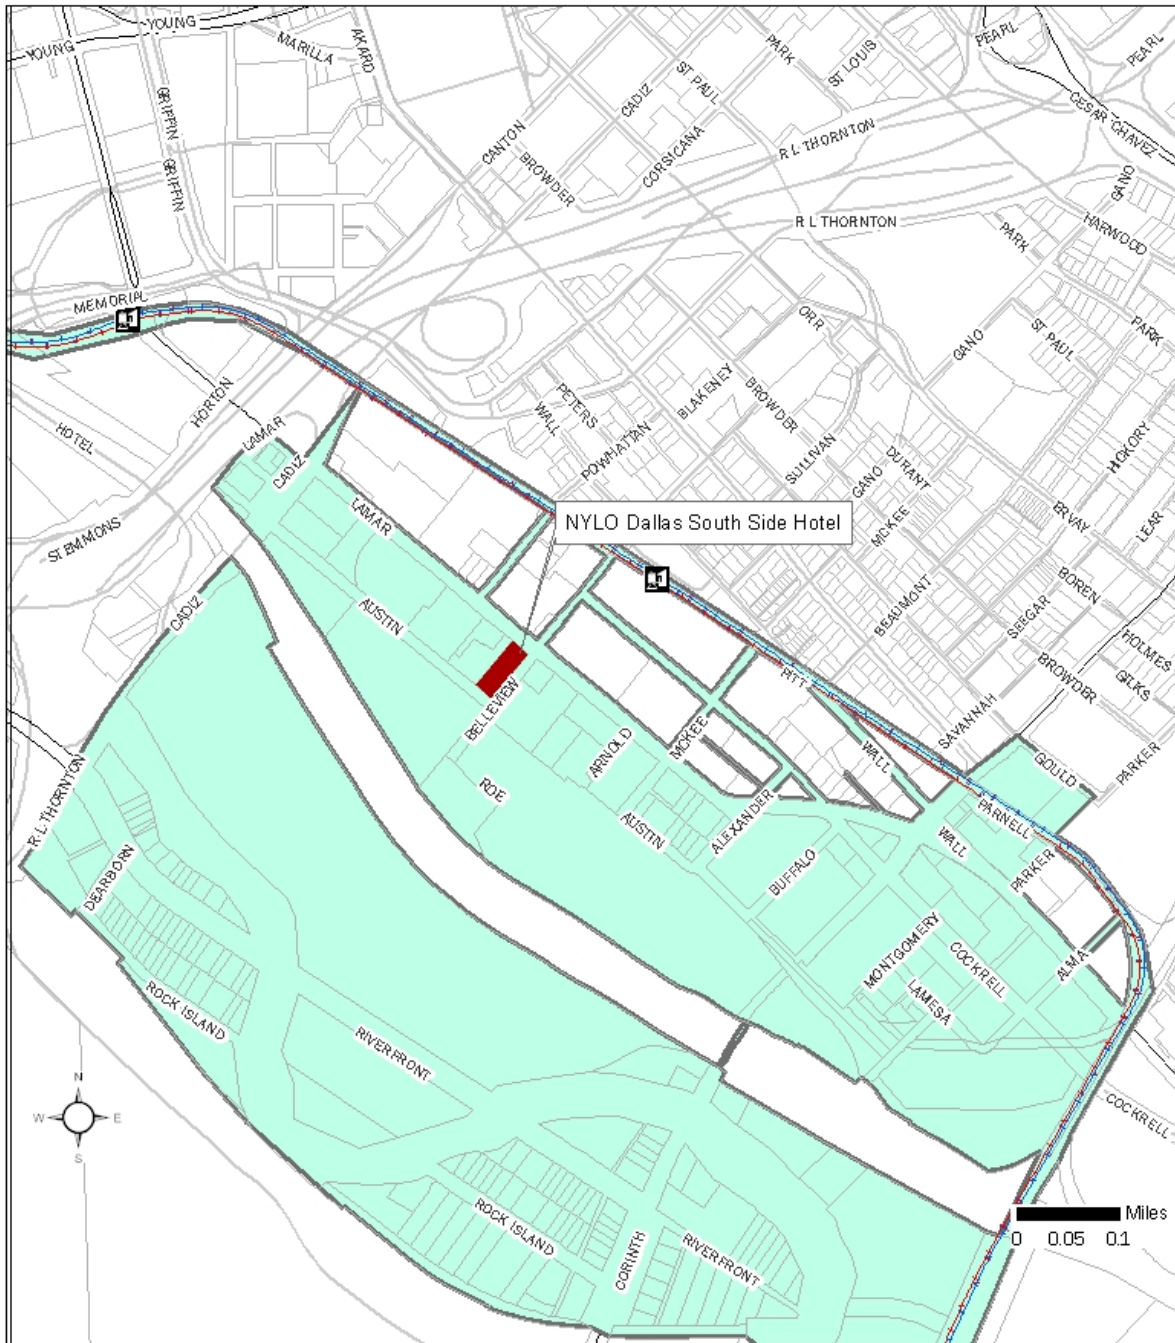 YOUNG
YOUNG
MARILLA
AKARD
GRIFFIN
GRIFFIN
CANTON
BROWDER
CADIZ
ST PAUL
CORSICANA
PARK
ST LOUIS
PEARL
PEARL
CESAR CHAVEZ
R L THORNTON
R L THORNTON
GANO
HARWOOD
PARK
PARK
ST PAUL
GANO
MEMORIAL
HORTON
HOTEL
LAMAR
CADIZ
LAMAR
ST EMMONS
ORR
PETERS
WALL
POWHATTAN
BLAKENEY
BROWDER
SULLIVAN
GANO
DURANT
MCKEE
HICKORY
ERVAY
LEAR
NYLO Dallas South Side Hotel
BOREN
SEEGAR
HOLMES
GILKS
BROWDER
BEAUMONT
SAVANNAH
PARKER
GOULD
CADIZ
AUSTIN
BELLEVIEW
ROE
ARNOLD
MCKEE
PITT
WALL
AUSTIN
ALEXANDER
BUFFALO
WALL
PARNELL
PARKER
R L THORNTON
DEARBORN
MONTGOMERY
COCKRELL
LAMESA
ALMA
ROCK ISLAND
RIVERFRONT
N
W E
S
COCKRELL
ROCK ISLAND
CORINTH
RIVERFRONT
Miles
0 0.05 0.1